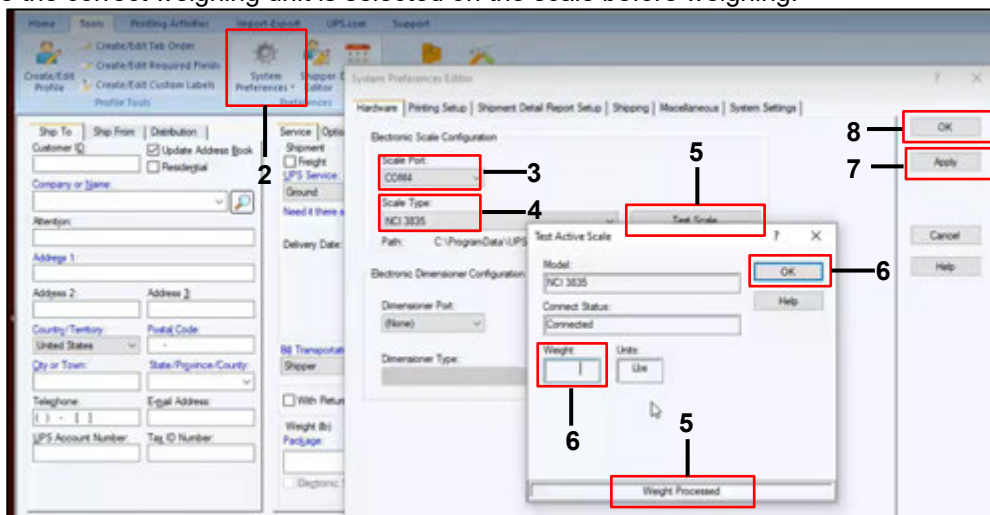 the correct weighing unit is selected on the scale before weighing.
Home Tools Printing Activities Import-Export UPS.com Support
Create/Edit Tab Order
Create/Edit Required Fields
Create/Edit Custom Labels
Create/Edit Profile
System Preferences
Shipper Editor
Profile Tools
Preferences
System Preferences Editor ? X
Hardware Printing Setup Shipment Detail Report Setup Shipping Miscellaneous System Settings
Ship To Ship From Distribution
Customer ID:
Update Address Book
Residential
Company or Name:
Attention:
Address 1:
Address 2: Address 3:
Country/Territory: Postal Code:
United States
City or Town: State/Province/County:
Telephone: E-mail Address:
( ) - [ ]
UPS Account Number: Tax ID Number:
2
Service
Shipment
Freight
UPS Service:
Ground
Delivery Date:
Shipper
Weight (lb)
Package:
Electronic Scale Configuration
Scale Port:
COM4
3
Scale Type:
NCI 3835
4
5
Test Scale
Path: C:\ProgramData\UPS
Electronic Dimensioner Configuration
Dimensioner Port:
(None)
Dimensioner Type:
Test Active Scale ? X
Model:
NCI 3835
OK
6
Help
Connect Status:
Connected
Weight: Units:
Lbs
6
5
Weight Processed
8
OK
7
Apply
Cancel
Help